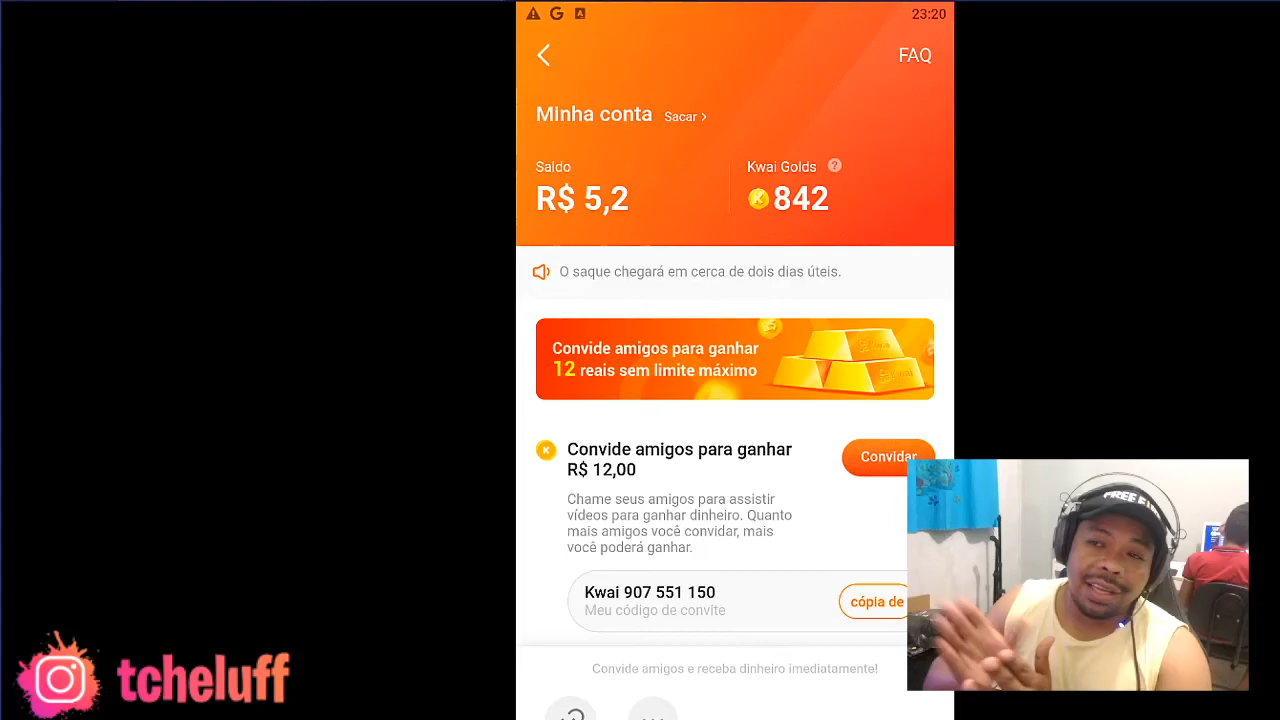 23:20
FAQ
Minha conta Sacar >
Saldo
Kwai Golds ?
R$ 5,2
842
O saque chegará em cerca de dois dias úteis.
Convide amigos para ganhar
12 reais sem limite máximo
Convide amigos para ganhar
R$ 12,00
Convidar
Chame seus amigos para assistir
vídeos para ganhar dinheiro. Quanto
mais amigos você convidar, mais
você poderá ganhar.
Kwai 907 551 150
Meu código de convite
cópia de
Convide amigos e receba dinheiro imediatamente!
tcheluff
FREE